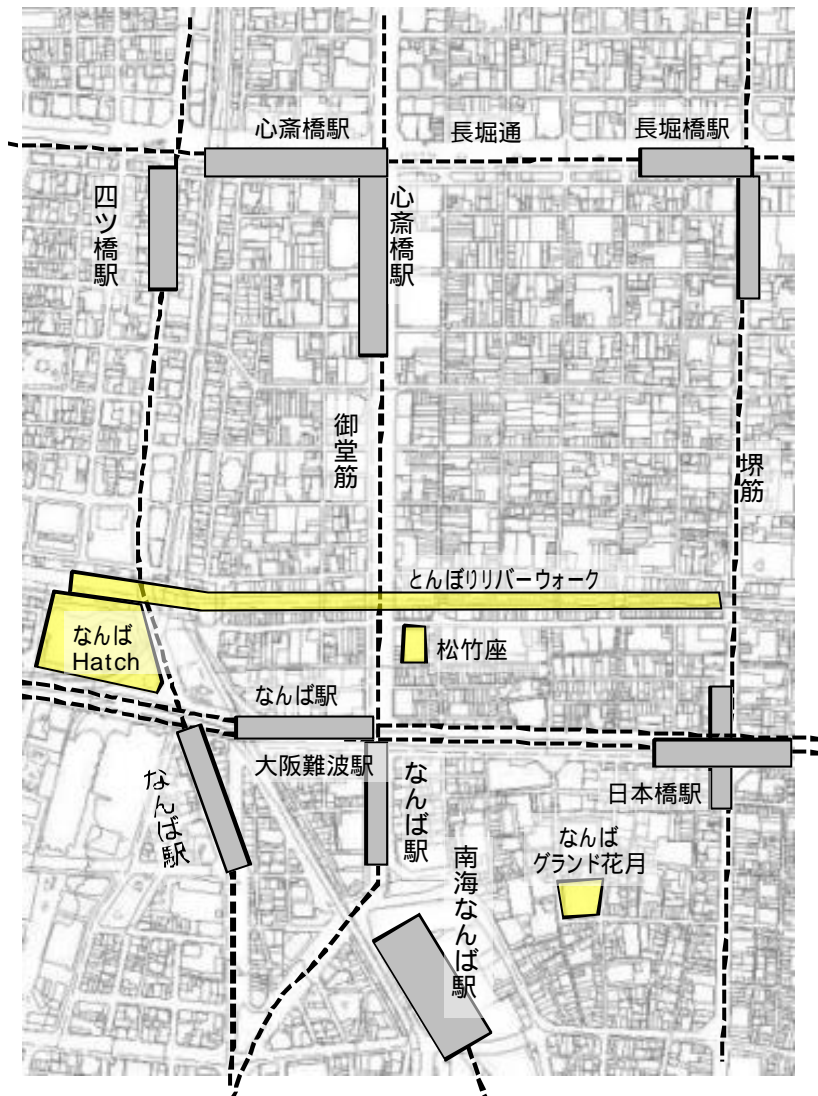 心斎橋駅
長堀通
長堀橋駅
四ツ橋駅
心斎橋駅
御堂筋
堺筋
とんぼりリバーウォーク
なんば
Hatch
松竹座
なんば駅
大阪難波駅
なんば駅
なんば駅
日本橋駅
なんば
グランド花月
南海なんば駅